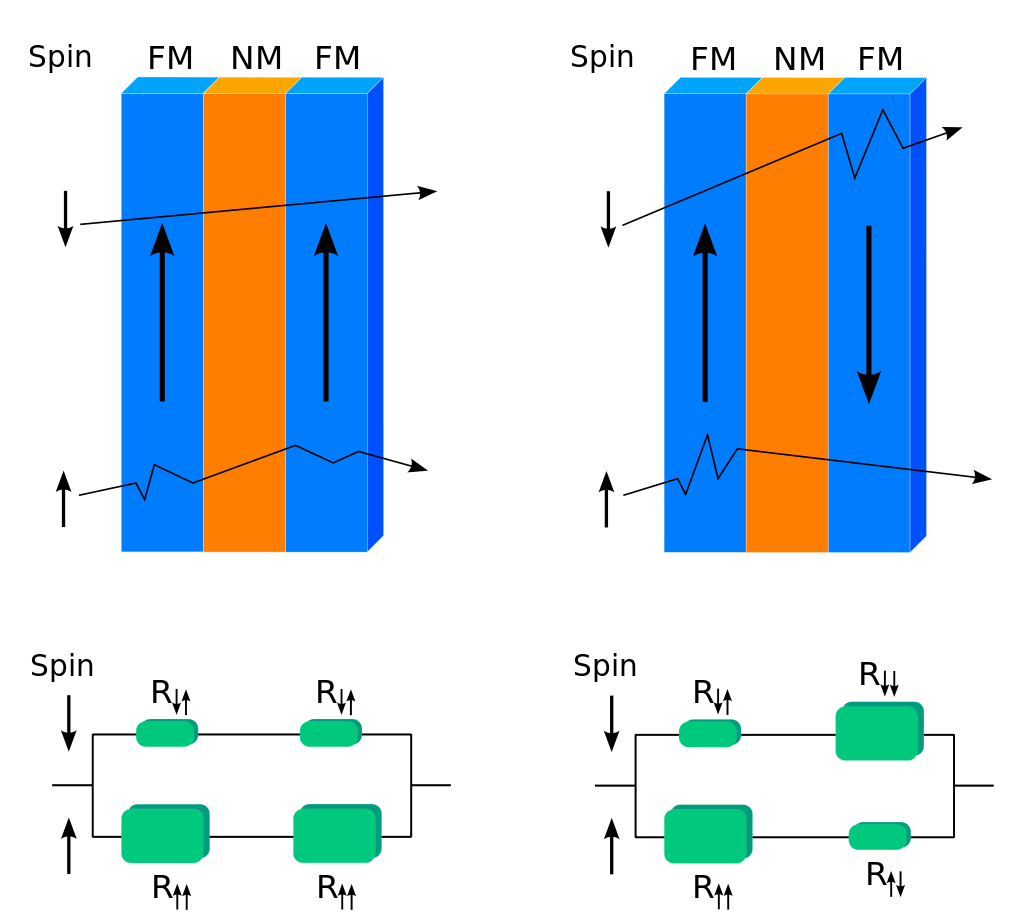 Spin FM NM FM
Spin FM NM FM
Spin
R↓↑ R↓↑
R↑↑ R↑↑
Spin
R↓↑ R↓↓
R↑↑ R↑↓